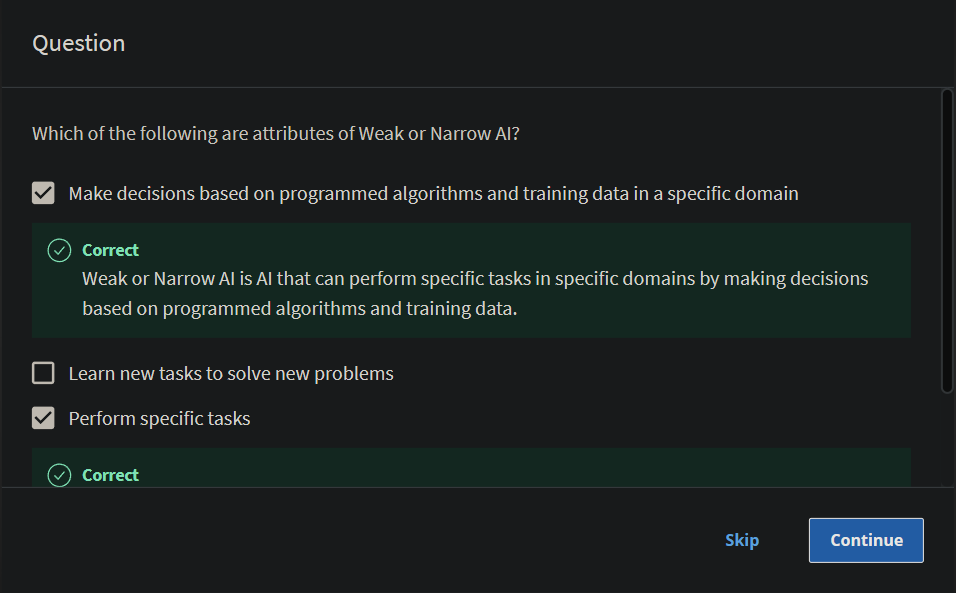 Question
Which of the following are attributes of Weak or Narrow AI?
Make decisions based on programmed algorithms and training data in a specific domain
Correct
Weak or Narrow AI is AI that can perform specific tasks in specific domains by making decisions
based on programmed algorithms and training data.
Learn new tasks to solve new problems
Perform specific tasks
Correct
Skip
Continue